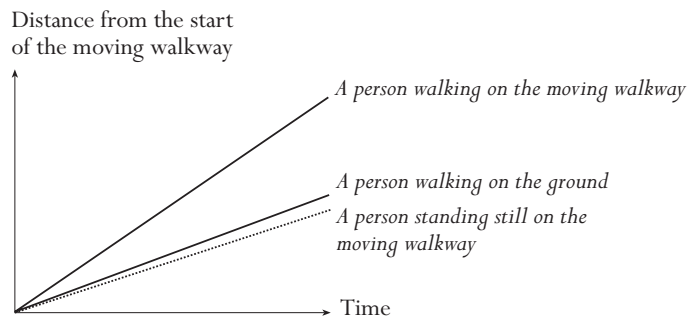 Distance from the start
of the moving walkway
A person walking on the moving walkway
A person walking on the ground
A person standing still on the
moving walkway
Time